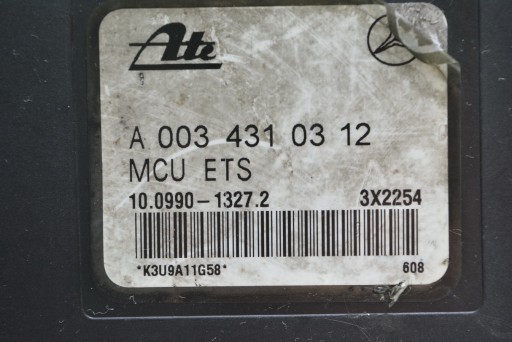 Ate
A 003 431 03 12
MCU ETS
10.0990-1327.2 3X2254
*K3U9A11G58* 608